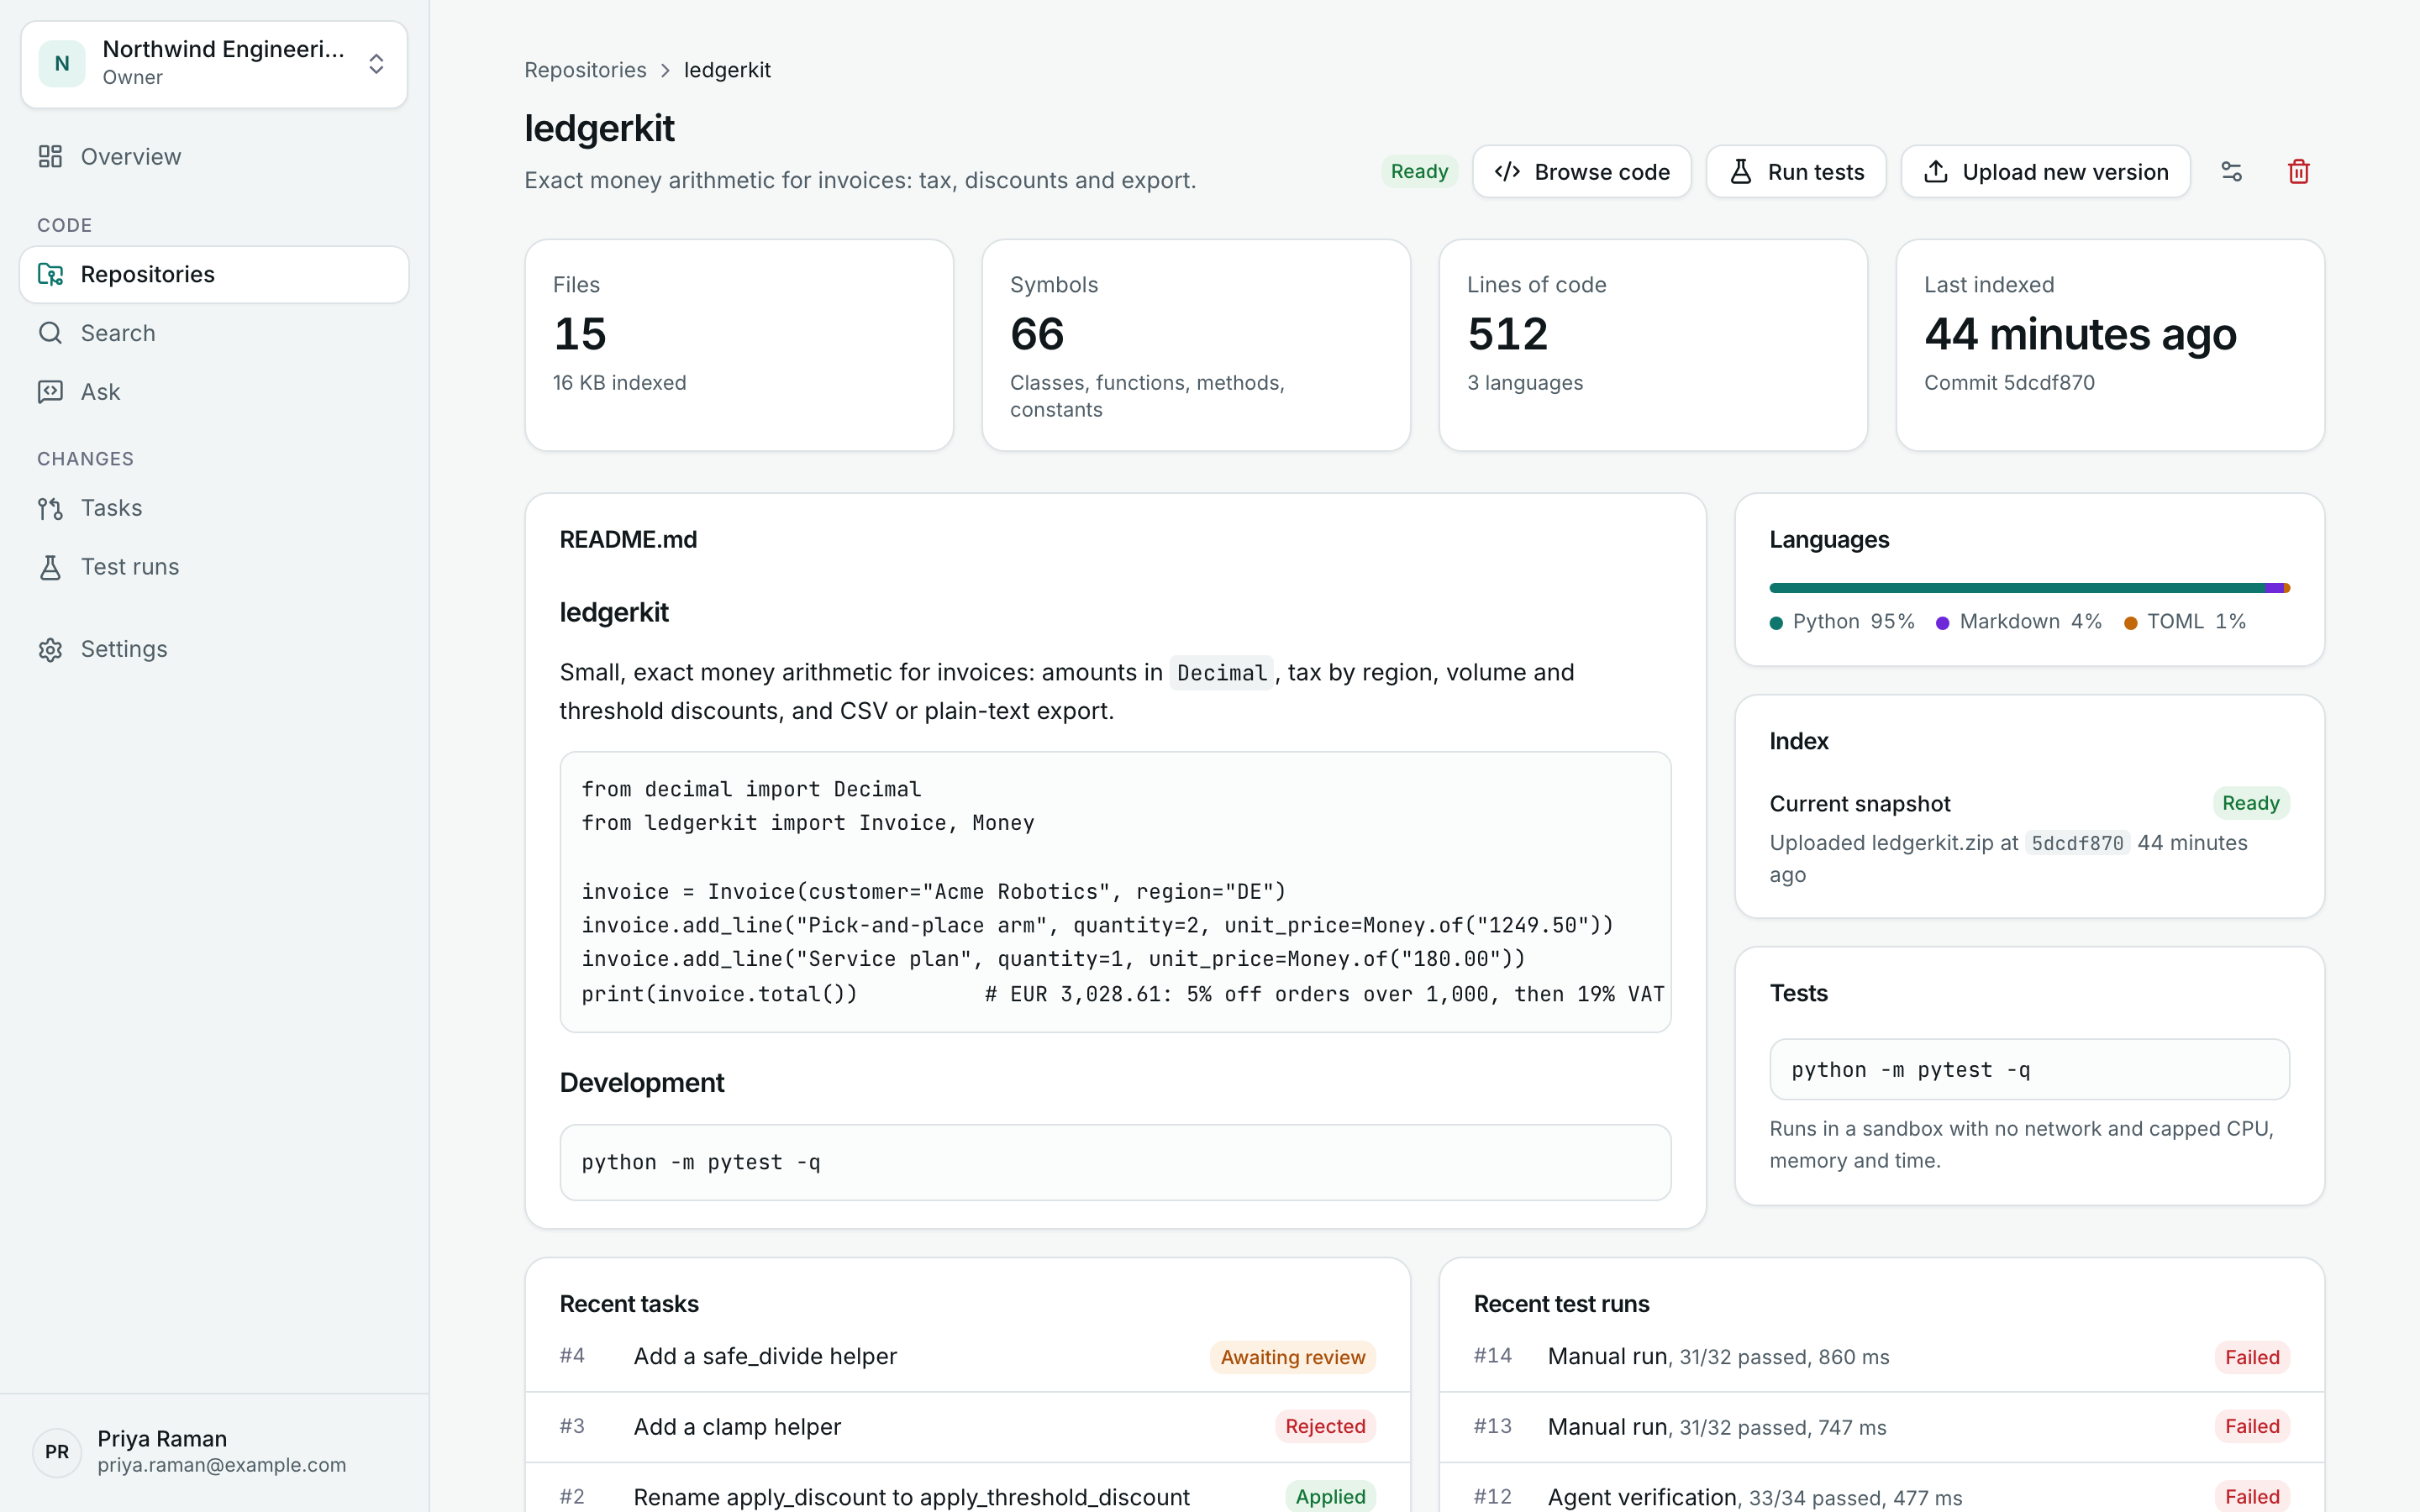 N
Northwind Engineeri...
Owner
Overview
CODE
Repositories
Search
Ask
CHANGES
Tasks
Test runs
Settings
PR
Priya Raman
priya.raman@example.com
Repositories > ledgerkit
ledgerkit
Exact money arithmetic for invoices: tax, discounts and export.
Ready
Browse code
Run tests
Upload new version
Files
15
16 KB indexed
Symbols
66
Classes, functions, methods,
constants
Lines of code
512
3 languages
Last indexed
44 minutes ago
Commit 5dcdf870
README.md
ledgerkit
Small, exact money arithmetic for invoices: amounts in Decimal, tax by region, volume and
threshold discounts, and CSV or plain-text export.
from decimal import Decimal
from ledgerkit import Invoice, Money
invoice = Invoice(customer="Acme Robotics", region="DE")
invoice.add_line("Pick-and-place arm", quantity=2, unit_price=Money.of("1249.50"))
invoice.add_line("Service plan", quantity=1, unit_price=Money.of("180.00"))
print(invoice.total())          # EUR 3,028.61: 5% off orders over 1,000, then 19% VAT
Development
python -m pytest -q
Languages
Python 95% Markdown 4% TOML 1%
Index
Current snapshot
Ready
Uploaded ledgerkit.zip at 5dcdf870 44 minutes
ago
Tests
python -m pytest -q
Runs in a sandbox with no network and capped CPU,
memory and time.
Recent tasks
#4 Add a safe_divide helper Awaiting review
#3 Add a clamp helper Rejected
#2 Rename apply_discount to apply_threshold_discount Applied
Recent test runs
#14 Manual run, 31/32 passed, 860 ms Failed
#13 Manual run, 31/32 passed, 747 ms Failed
#12 Agent verification, 33/34 passed, 477 ms Failed